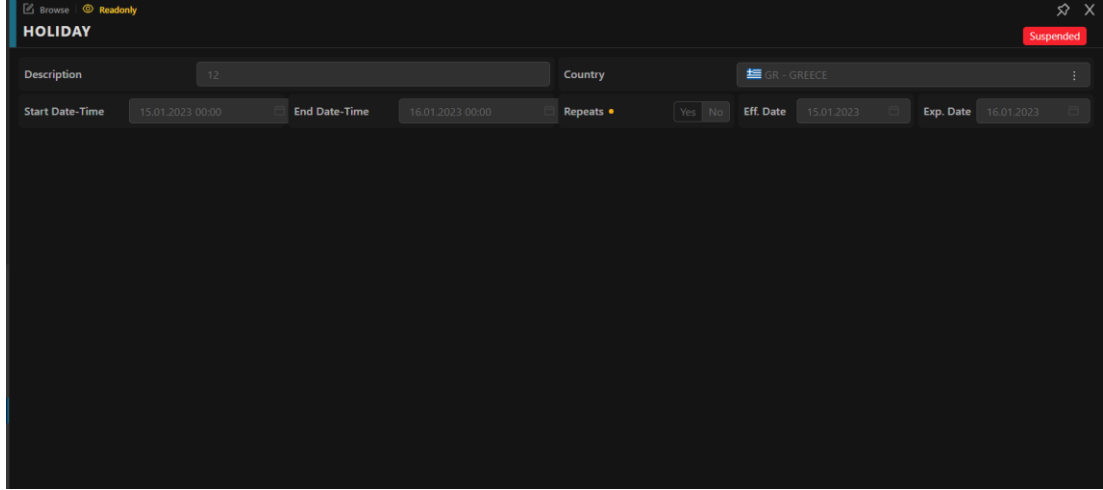 Browse Readonly
HOLIDAY
Suspended
Description 12 Country GR - GREECE
Start Date-Time 15.01.2023 00:00 End Date-Time 16.01.2023 00:00 Repeats Yes No Eff. Date 15.01.2023 Exp. Date 16.01.2023